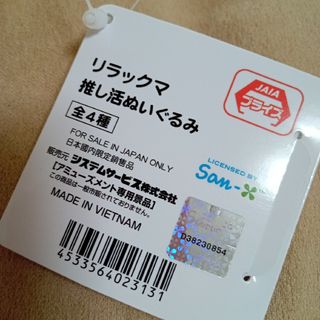 リラックマ
推し活ぬいぐるみ
全4種
FOR SALE IN JAPAN ONLY
日本國内限定銷售品
販売元 システムサービス株式会社
【アミューズメント専用景品】
この商品は一般市販されておりません。
MADE IN VIETNAM
4533564023131
JAIA
プライズ
LICENSED BY
San-X
D38230854